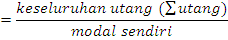 = keseluruhan utang (∑utang)
modal sendiri